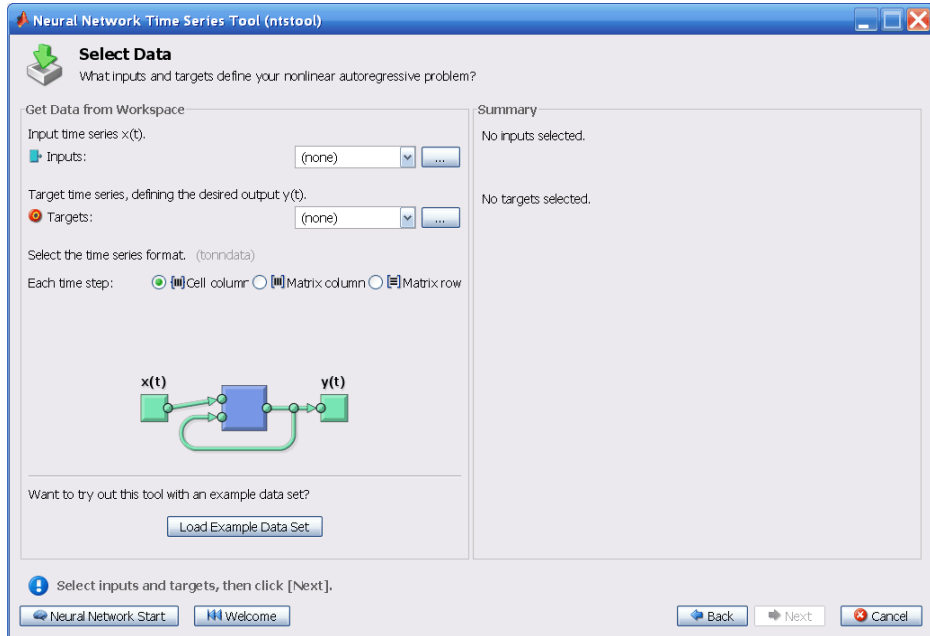 Neural Network Time Series Tool (ntstool)
Select Data
What inputs and targets define your nonlinear autoregressive problem?
Get Data from Workspace
Input time series x(t).
Inputs:
(none)
...
Target time series, defining the desired output y(t).
Targets:
(none)
...
Select the time series format. (tonndata)
Each time step:
Cell column
Matrix column
Matrix row
x(t)
y(t)
Want to try out this tool with an example data set?
Load Example Data Set
Summary
No inputs selected.
No targets selected.
Select inputs and targets, then click [Next].
Neural Network Start
Welcome
Back
Next
Cancel